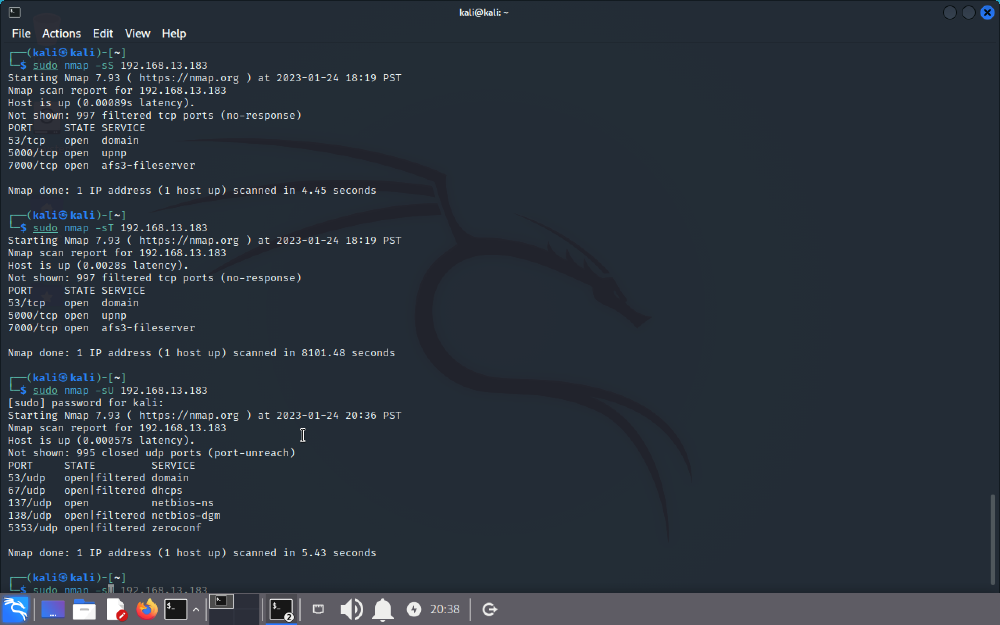 kali@kali: ~
File Actions Edit View Help
┌──(kali㉿kali)-[~]
└─$ sudo nmap -sS 192.168.13.183
Starting Nmap 7.93 ( https://nmap.org ) at 2023-01-24 18:19 PST
Nmap scan report for 192.168.13.183
Host is up (0.00089s latency).
Not shown: 997 filtered tcp ports (no-response)
PORT     STATE SERVICE
53/tcp   open  domain
5000/tcp open  upnp
7000/tcp open  afs3-fileserver
Nmap done: 1 IP address (1 host up) scanned in 4.45 seconds
┌──(kali㉿kali)-[~]
└─$ sudo nmap -sT 192.168.13.183
Starting Nmap 7.93 ( https://nmap.org ) at 2023-01-24 18:19 PST
Nmap scan report for 192.168.13.183
Host is up (0.0028s latency).
Not shown: 997 filtered tcp ports (no-response)
PORT     STATE SERVICE
53/tcp   open  domain
5000/tcp open  upnp
7000/tcp open  afs3-fileserver
Nmap done: 1 IP address (1 host up) scanned in 8101.48 seconds
┌──(kali㉿kali)-[~]
└─$ sudo nmap -sU 192.168.13.183
[sudo] password for kali:
Starting Nmap 7.93 ( https://nmap.org ) at 2023-01-24 20:36 PST
Nmap scan report for 192.168.13.183
Host is up (0.00057s latency).
Not shown: 995 closed udp ports (port-unreach)
PORT     STATE         SERVICE
53/udp   open|filtered domain
67/udp   open|filtered dhcps
137/udp  open          netbios-ns
138/udp  open|filtered netbios-dgm
5353/udp open|filtered zeroconf
Nmap done: 1 IP address (1 host up) scanned in 5.43 seconds
┌──(kali㉿kali)-[~]
└─$ sudo nmap -sU 192.168.13.183
$_
$_
2
20:38